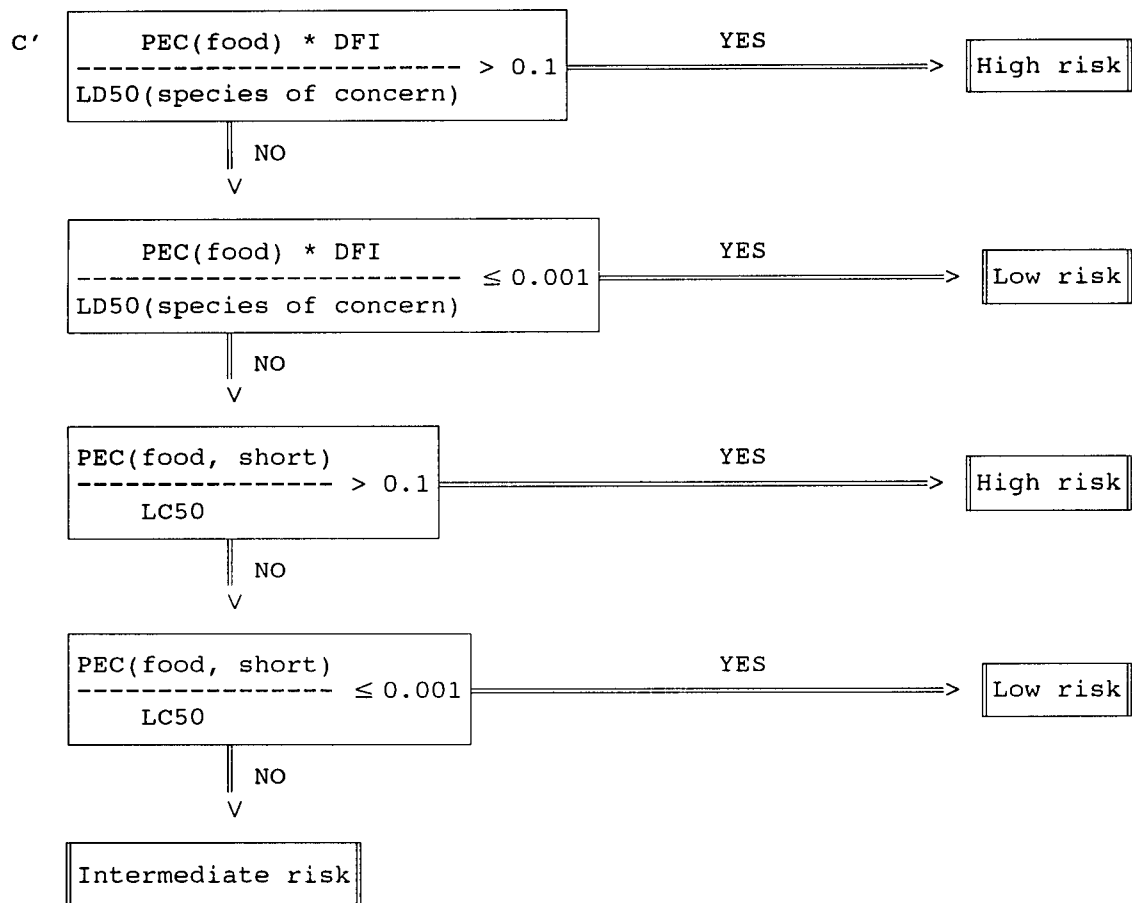 C′ PEC(food) * DFI YES
------------------------ > 0.1 ==> High risk
LD50(species of concern)
NO
PEC(food) * DFI YES
------------------------ ≤ 0.001 ==> Low risk
LD50(species of concern)
NO
PEC(food, short) YES
---------------- > 0.1 ==> High risk
LC50
NO
PEC(food, short) YES
---------------- ≤ 0.001 ==> Low risk
LC50
NO
Intermediate risk